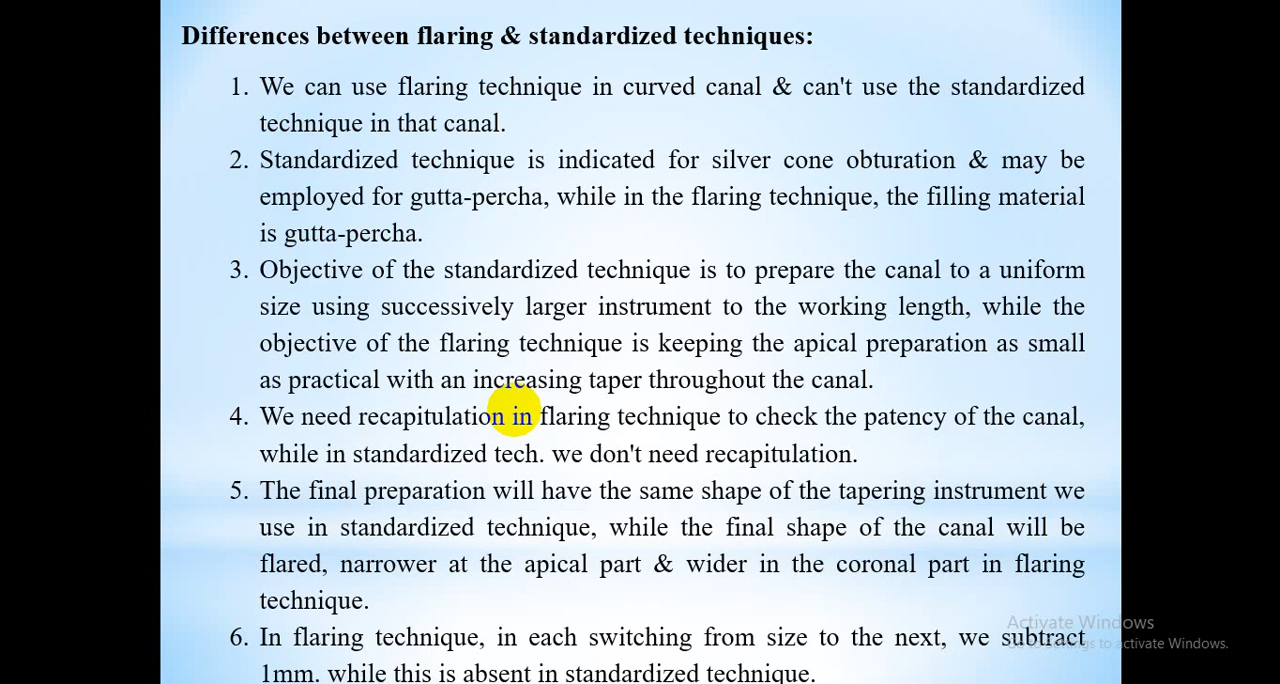 Differences between flaring & standardized techniques:
1. We can use flaring technique in curved canal & can't use the standardized
technique in that canal.
2. Standardized technique is indicated for silver cone obturation & may be
employed for gutta-percha, while in the flaring technique, the filling material
is gutta-percha.
3. Objective of the standardized technique is to prepare the canal to a uniform
size using successively larger instrument to the working length, while the
objective of the flaring technique is keeping the apical preparation as small
as practical with an increasing taper throughout the canal.
4. We need recapitulation in flaring technique to check the patency of the canal,
while in standardized tech. we don't need recapitulation.
5. The final preparation will have the same shape of the tapering instrument we
use in standardized technique, while the final shape of the canal will be
flared, narrower at the apical part & wider in the coronal part in flaring
technique.
6. In flaring technique, in each switching from size to the next, we subtract
1mm. while this is absent in standardized technique.
Activate Windows
Go to Settings to activate Windows.